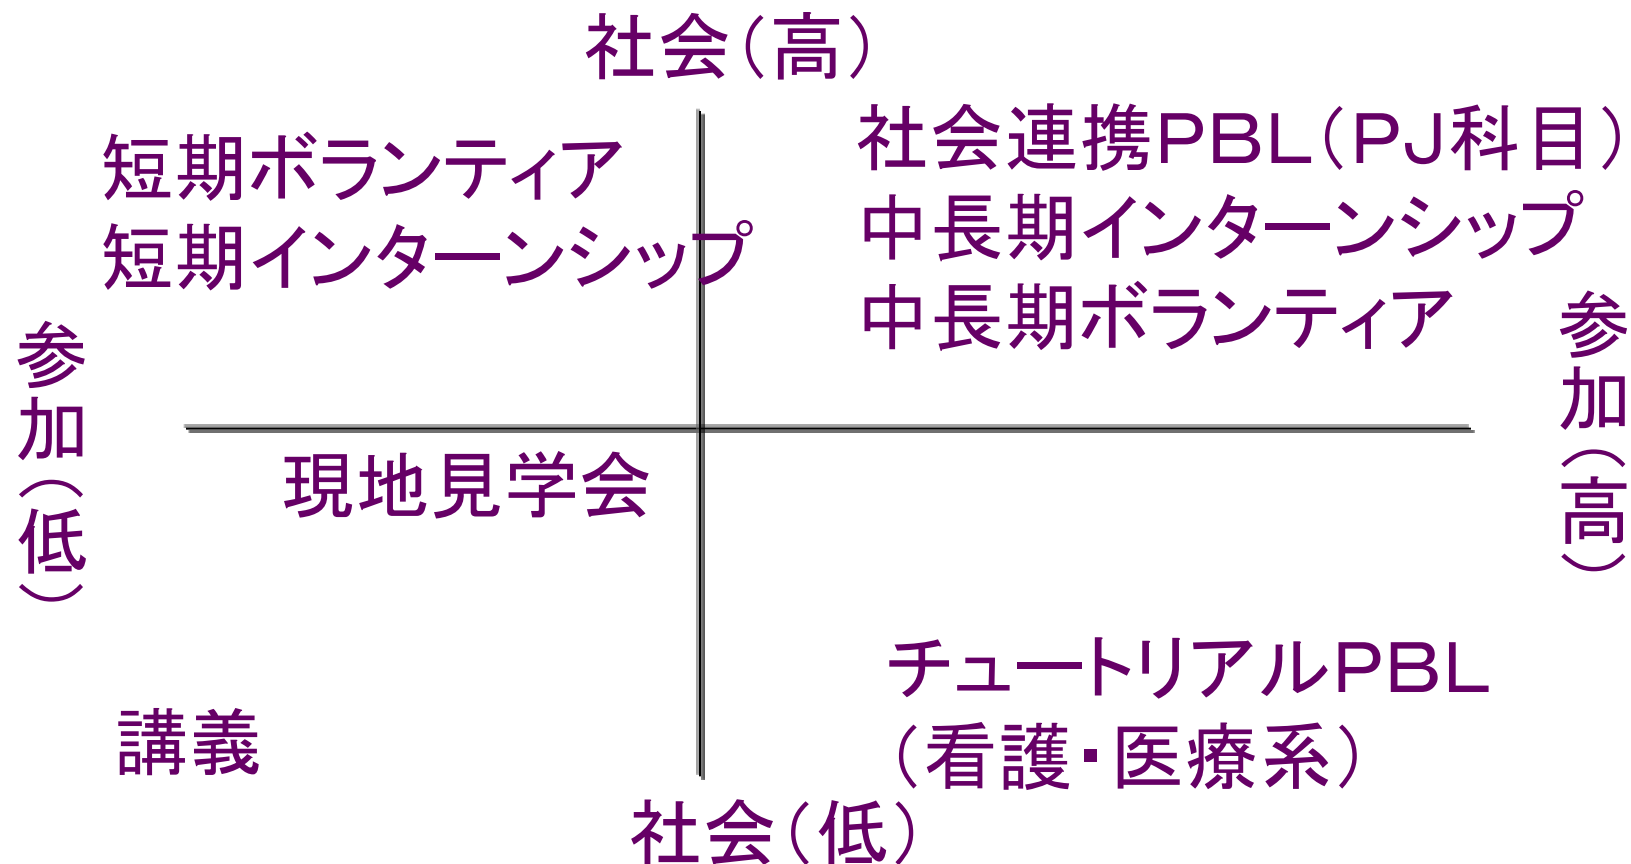 社会（高）
短期ボランティア
短期インターンシップ
社会連携PBL（PJ科目）
中長期インターンシップ
中長期ボランティア
参加（低）
参加（高）
現地見学会
講義
チュートリアルPBL
（看護・医療系）
社会（低）